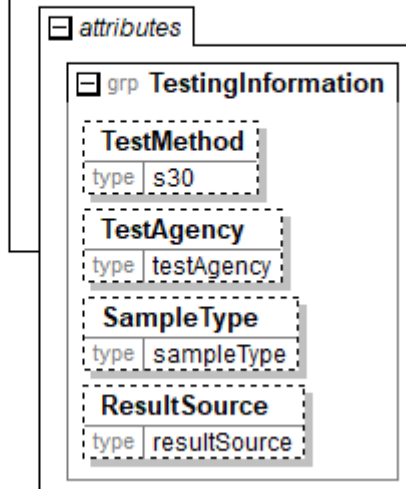 attributes
grp TestingInformation
TestMethod
type s30
TestAgency
type testAgency
SampleType
type sampleType
ResultSource
type resultSource